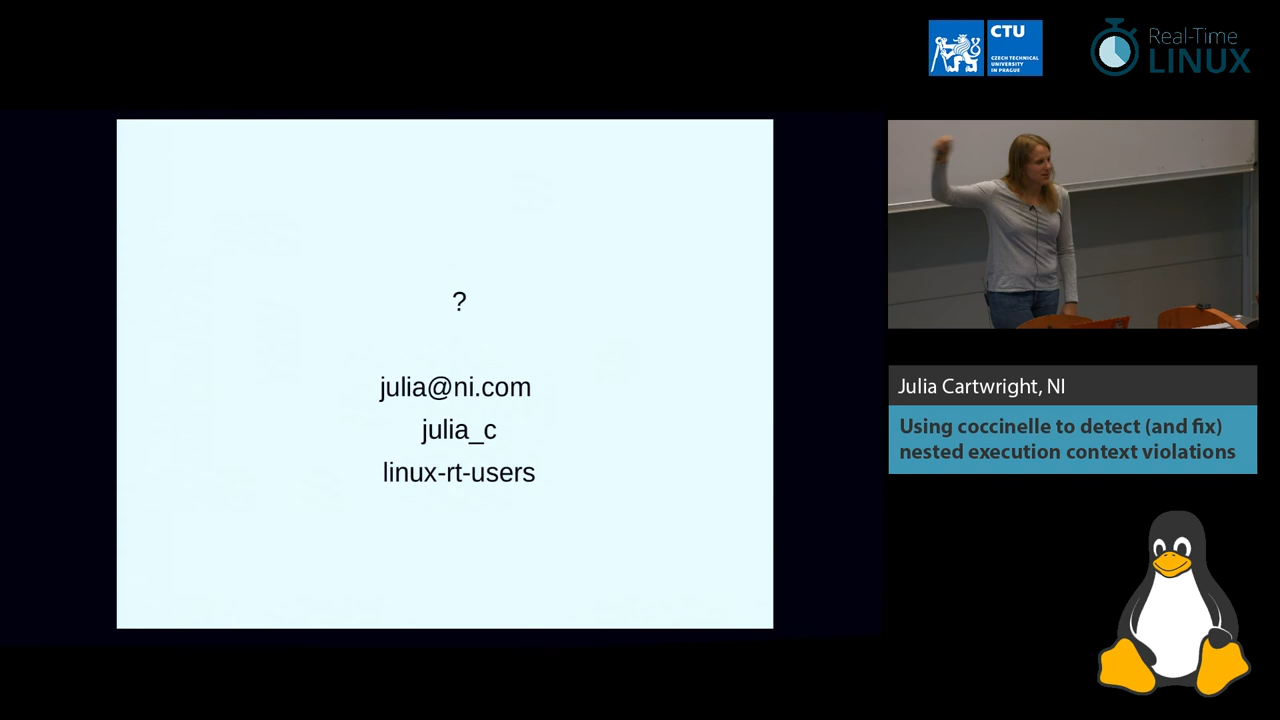 CTU
CZECH TECHNICAL
UNIVERSITY
IN PRAGUE
Real-Time
LINUX
?
julia@ni.com
julia_c
linux-rt-users
Julia Cartwright, NI
Using coccinelle to detect (and fix)
nested execution context violations